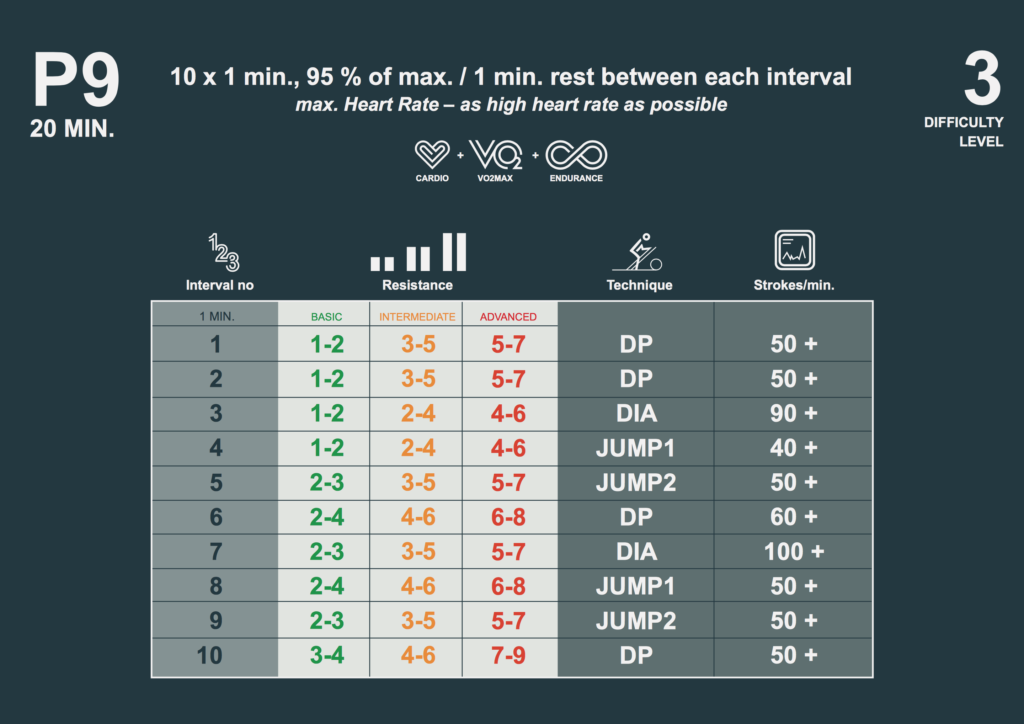 P9
20 MIN.
10 x 1 min., 95 % of max. / 1 min. rest between each interval
max. Heart Rate – as high heart rate as possible
3
DIFFICULTY
LEVEL
+ VO2 +
CARDIO VO2MAX ENDURANCE
123
Interval no Resistance Technique Strokes/min.
1 MIN. BASIC INTERMEDIATE ADVANCED
1 1-2 3-5 5-7 DP 50 +
2 1-2 3-5 5-7 DP 50 +
3 1-2 2-4 4-6 DIA 90 +
4 1-2 2-4 4-6 JUMP1 40 +
5 2-3 3-5 5-7 JUMP2 50 +
6 2-4 4-6 6-8 DP 60 +
7 2-3 3-5 5-7 DIA 100 +
8 2-4 4-6 6-8 JUMP1 50 +
9 2-3 3-5 5-7 JUMP2 50 +
10 3-4 4-6 7-9 DP 50 +